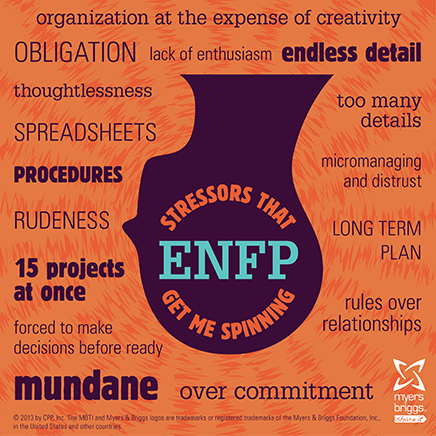 organization at the expense of creativity
OBLIGATION
lack of enthusiasm
endless detail
thoughtlessness
too many
details
SPREADSHEETS
micromanaging
and distrust
PROCEDURES
STRESSORS THAT
ENFP
GET ME SPINNING
RUDENESS
LONG TERM
PLAN
15 projects
at once
rules over
relationships
forced to make
decisions before ready
mundane
over commitment
myers
briggs®
share it
© 2013 by CPP, Inc. The MBTI and Myers & Briggs logos are trademarks or registered trademarks of the Myers & Briggs Foundation, Inc.,
in the United States and other countries.